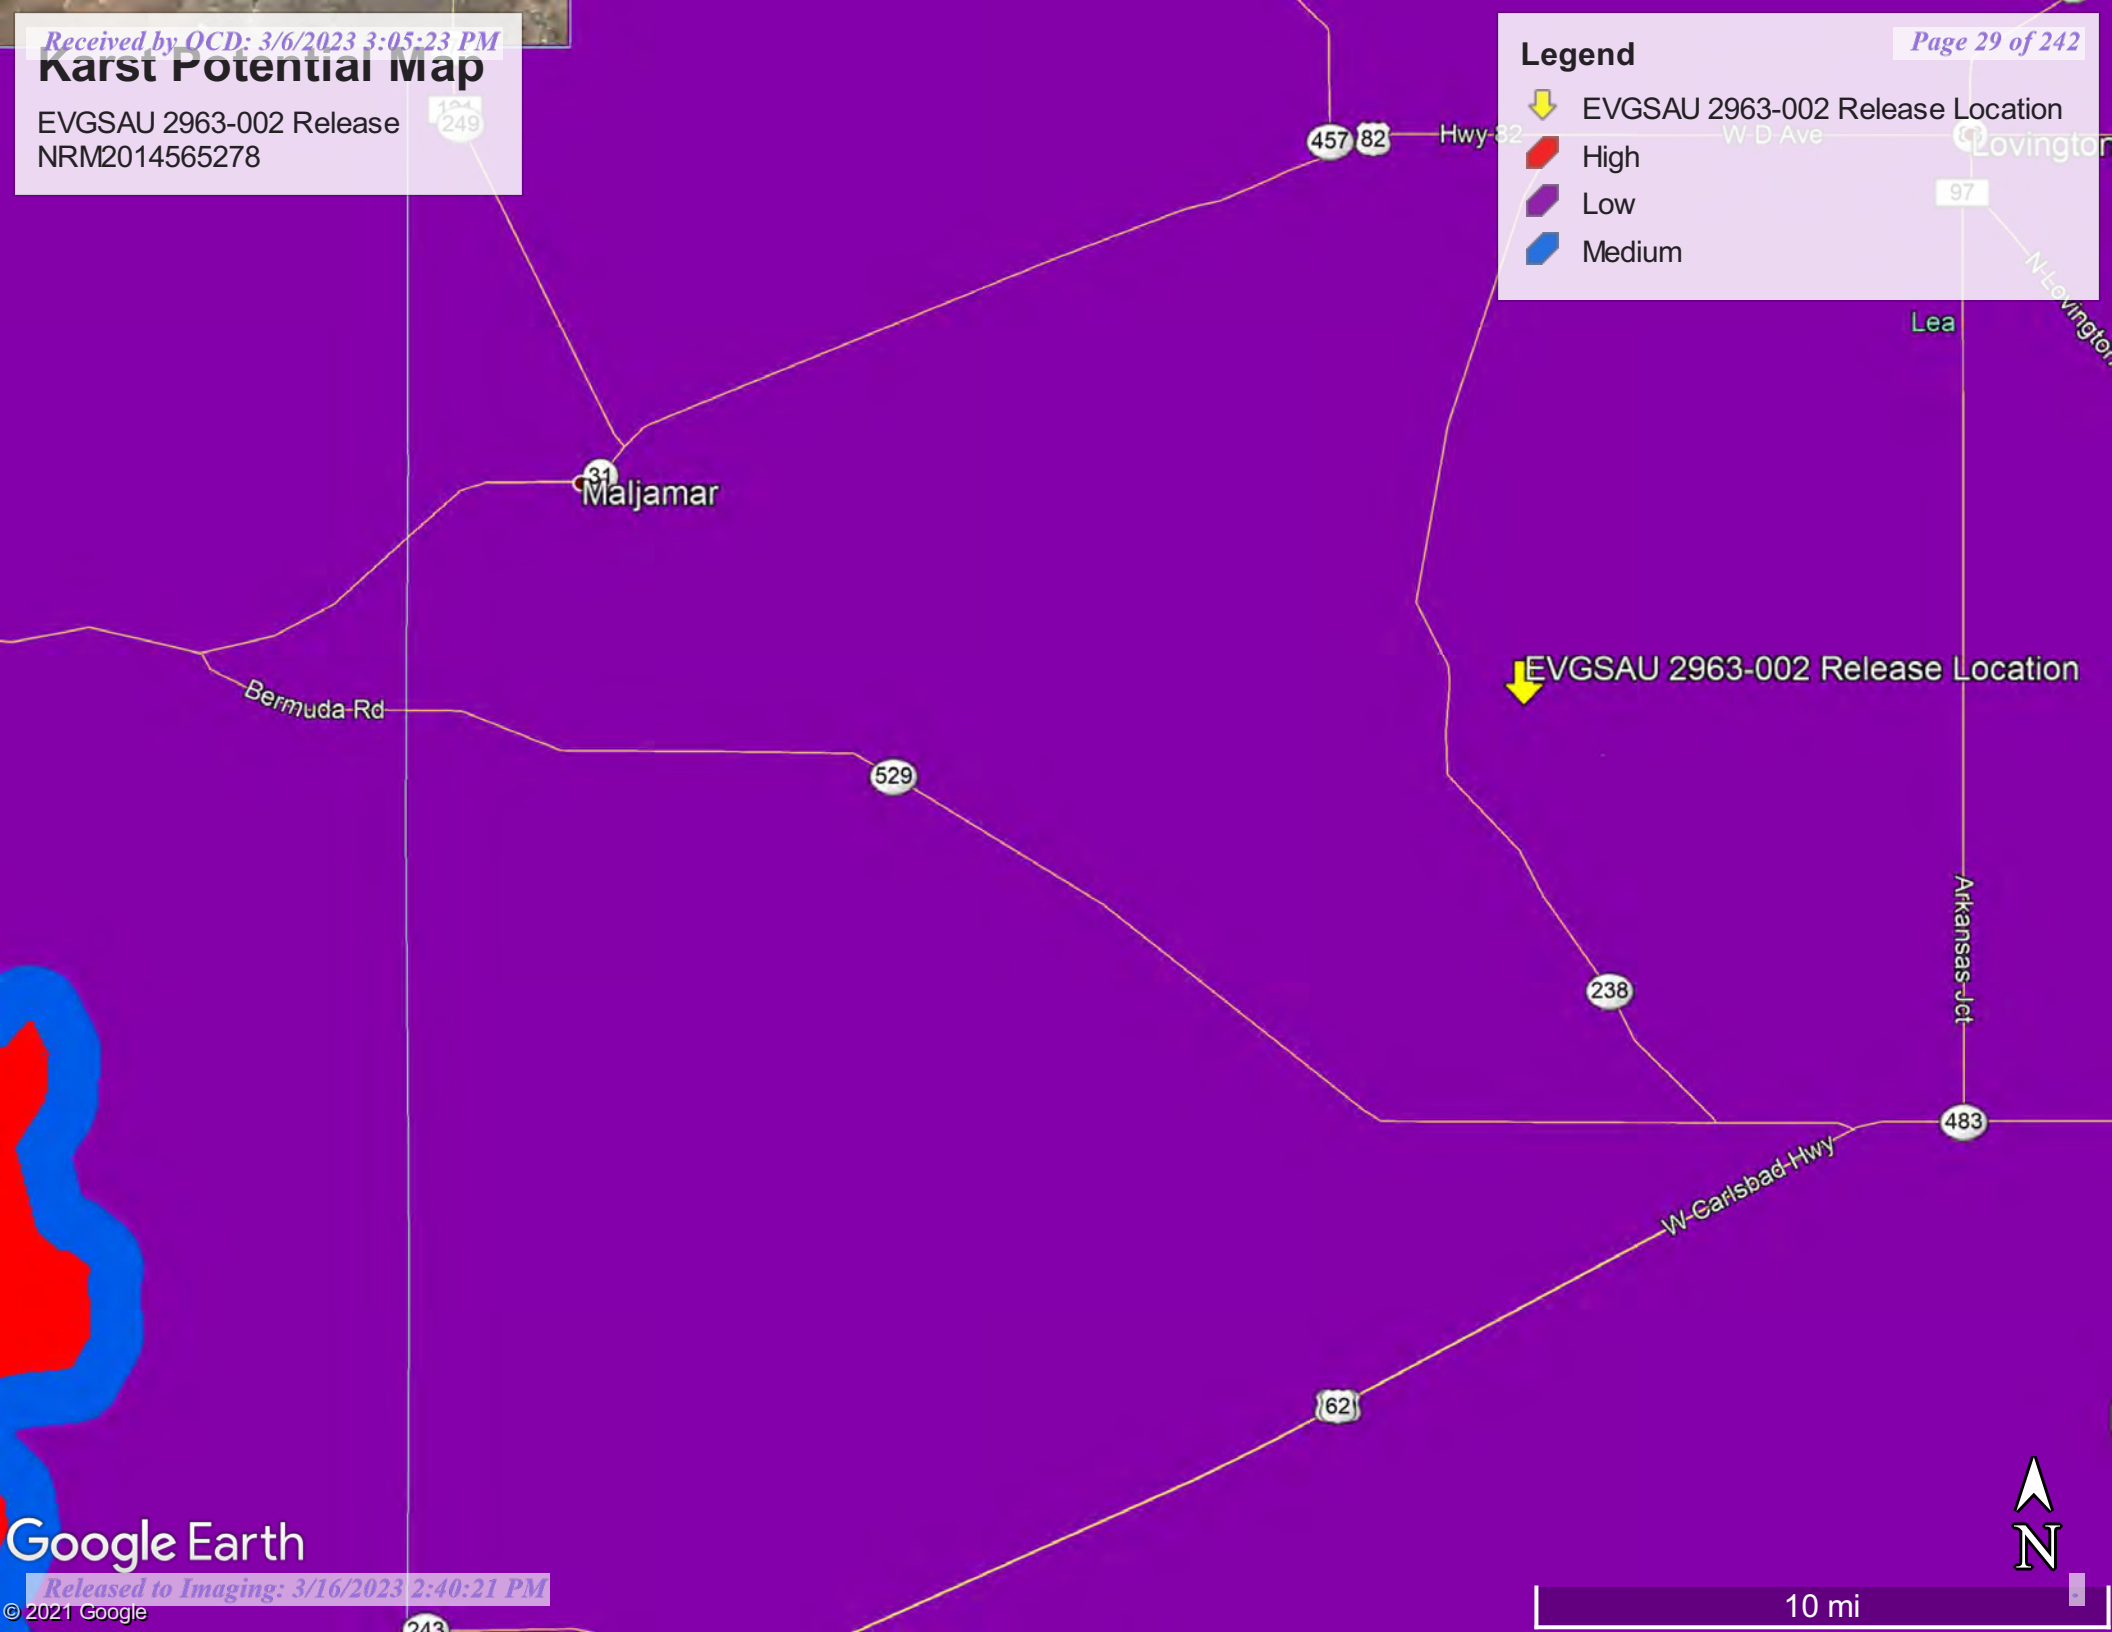 Received by OCD: 3/6/2023 3:05:23 PM
Karst Potential Map
EVGSAU 2963-002 Release
NRM2014565278
Page 29 of 242
Legend
EVGSAU 2963-002 Release Location
High
Low
Medium
249
457
82
Hwy 82
W D Ave
Lovington
97
N Lovington
Lea
31
Maljamar
EVGSAU 2963-002 Release Location
Bermuda Rd
529
Arkansas Jct
238
483
W Carlsbad Hwy
62
N
Google Earth
Released to Imaging: 3/16/2023 2:40:21 PM
© 2021 Google
243
10 mi